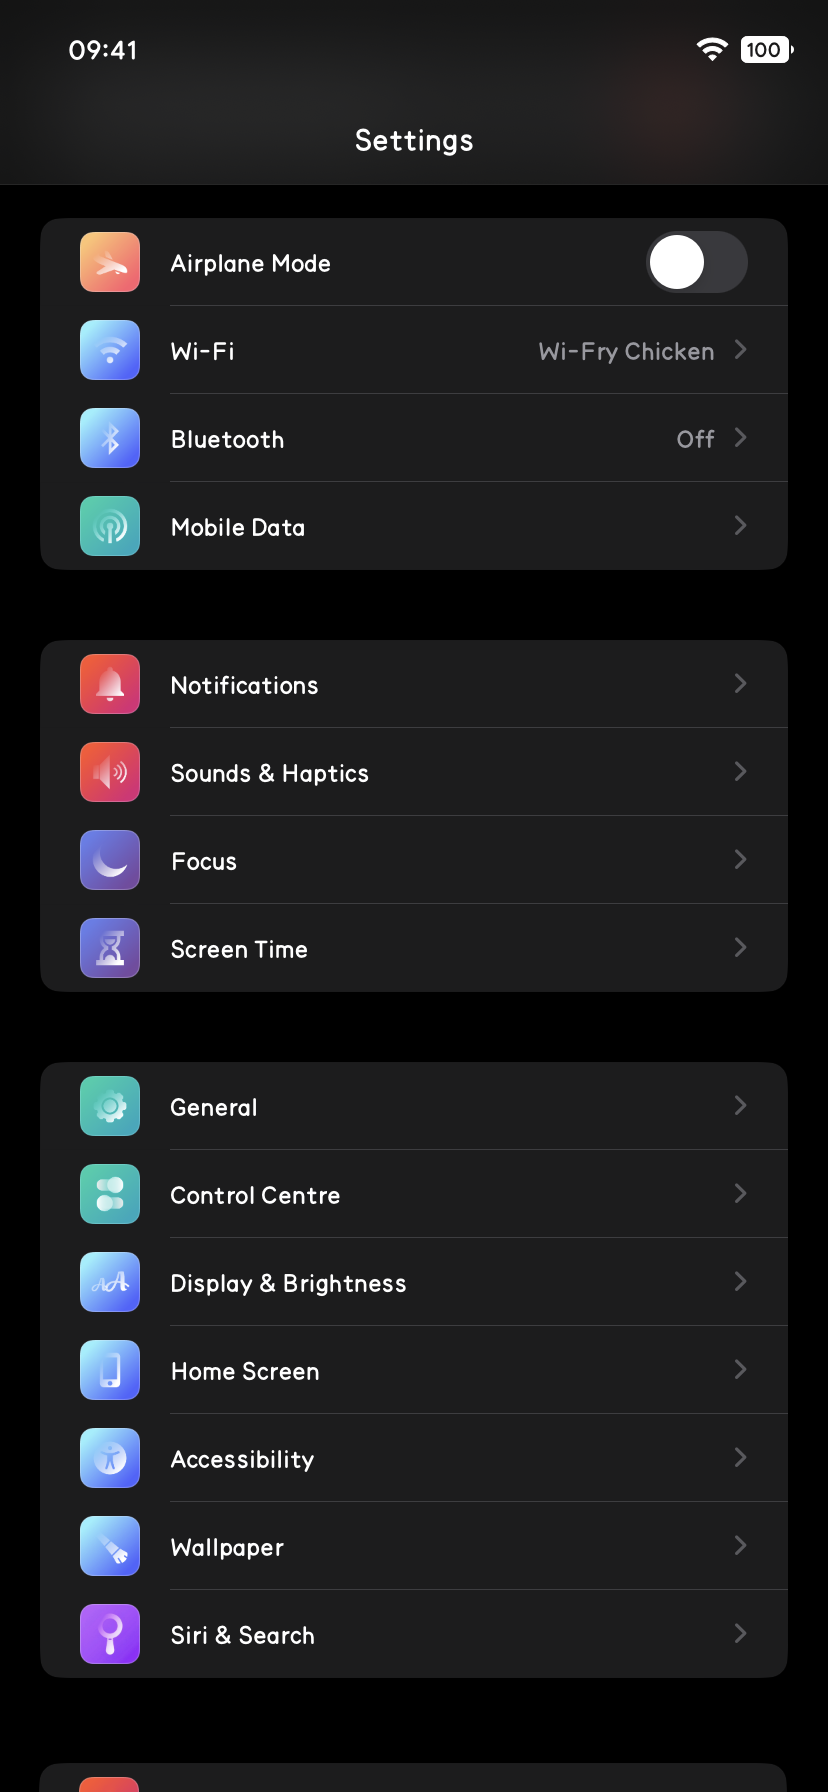 09:41
100
Settings
Airplane Mode
Wi-Fi Wi-Fry Chicken
Bluetooth Off
Mobile Data
Notifications
Sounds & Haptics
Focus
Screen Time
General
Control Centre
AA Display & Brightness
Home Screen
Accessibility
Wallpaper
Siri & Search